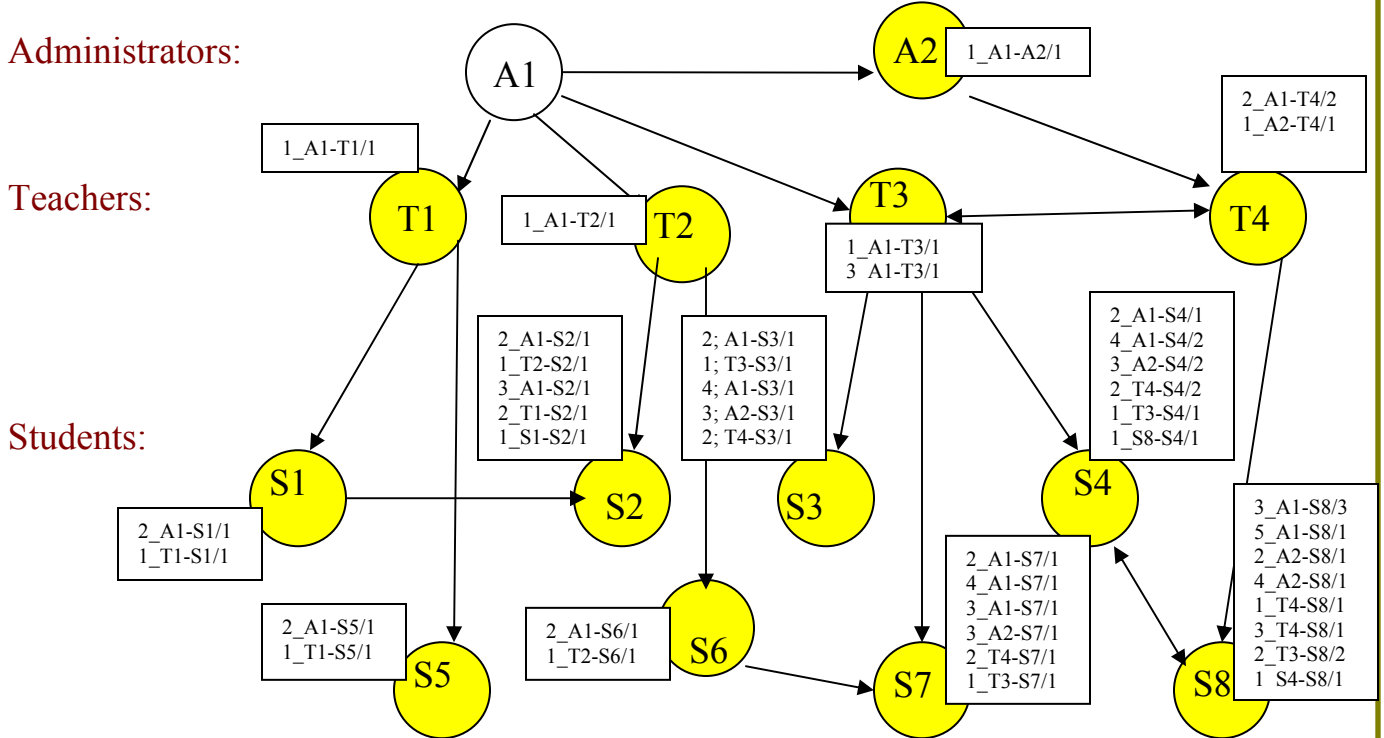 Administrators:
A1
A2
1_A1-A2/1
2_A1-T4/2
1_A2-T4/1
1_A1-T1/1
Teachers:
T1
1_A1-T2/1
T2
T3
1_A1-T3/1
3_A1-T3/1
T4
2_A1-S2/1
1_T2-S2/1
3_A1-S2/1
2_T1-S2/1
1_S1-S2/1
2; A1-S3/1
1; T3-S3/1
4; A1-S3/1
3; A2-S3/1
2; T4-S3/1
2_A1-S4/1
4_A1-S4/2
3_A2-S4/2
2_T4-S4/2
1_T3-S4/1
1_S8-S4/1
Students:
S1
2_A1-S1/1
1_T1-S1/1
S2
S3
S4
2_A1-S5/1
1_T1-S5/1
S5
2_A1-S6/1
1_T2-S6/1
S6
S7
2_A1-S7/1
4_A1-S7/1
3_A1-S7/1
3_A2-S7/1
2_T4-S7/1
1_T3-S7/1
S8
3_A1-S8/3
5_A1-S8/1
2_A2-S8/1
4_A2-S8/1
1_T4-S8/1
3_T4-S8/1
2_T3-S8/2
1_S4-S8/1